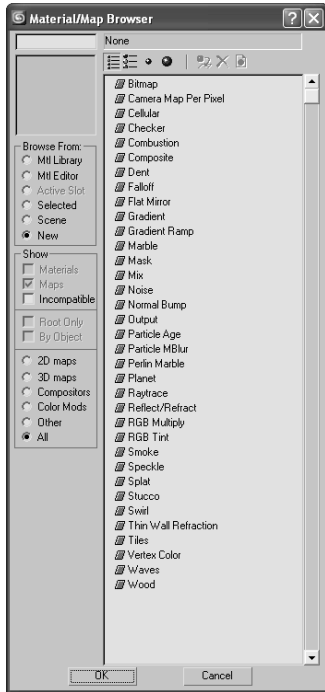 Material/Map Browser
None
Browse From:
Mtl Library
Mtl Editor
Active Slot
Selected
Scene
New
Show
Materials
Maps
Incompatible
Root Only
By Object
2D maps
3D maps
Compositors
Color Mods
Other
All
Bitmap
Camera Map Per Pixel
Cellular
Checker
Combustion
Composite
Dent
Falloff
Flat Mirror
Gradient
Gradient Ramp
Marble
Mask
Mix
Noise
Normal Bump
Output
Particle Age
Particle MBlur
Perlin Marble
Planet
Raytrace
Reflect/Refract
RGB Multiply
RGB Tint
Smoke
Speckle
Splat
Stucco
Swirl
Thin Wall Refraction
Tiles
Vertex Color
Waves
Wood
OK
Cancel